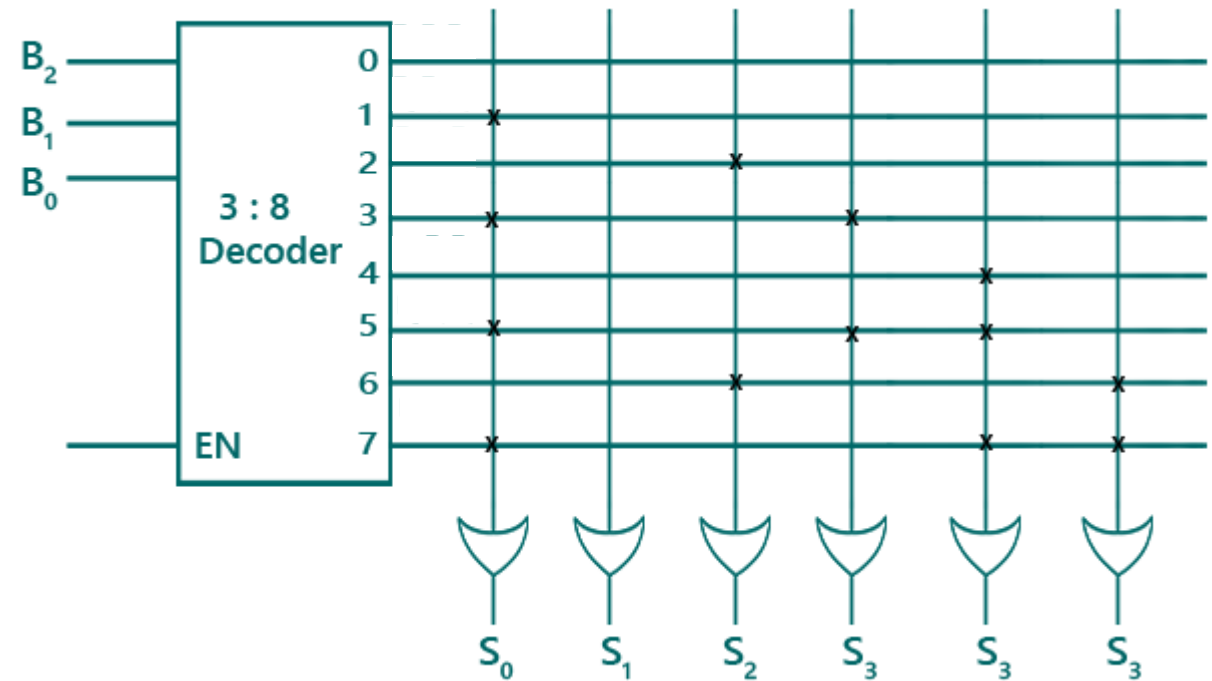 B₂ 0
B₁ 1
2
B₀
3 : 8 3
Decoder
4
5
6
EN 7
x
x
x x
x
x x x
x x
x x x
S₀ S₁ S₂ S₃ S₃ S₃